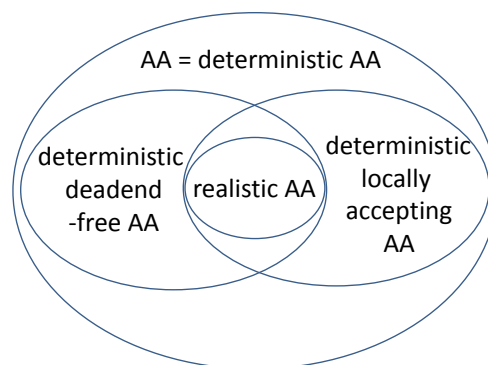 AA = deterministic AA
deterministic
deadend
-free AA
realistic AA
deterministic
locally
accepting
AA